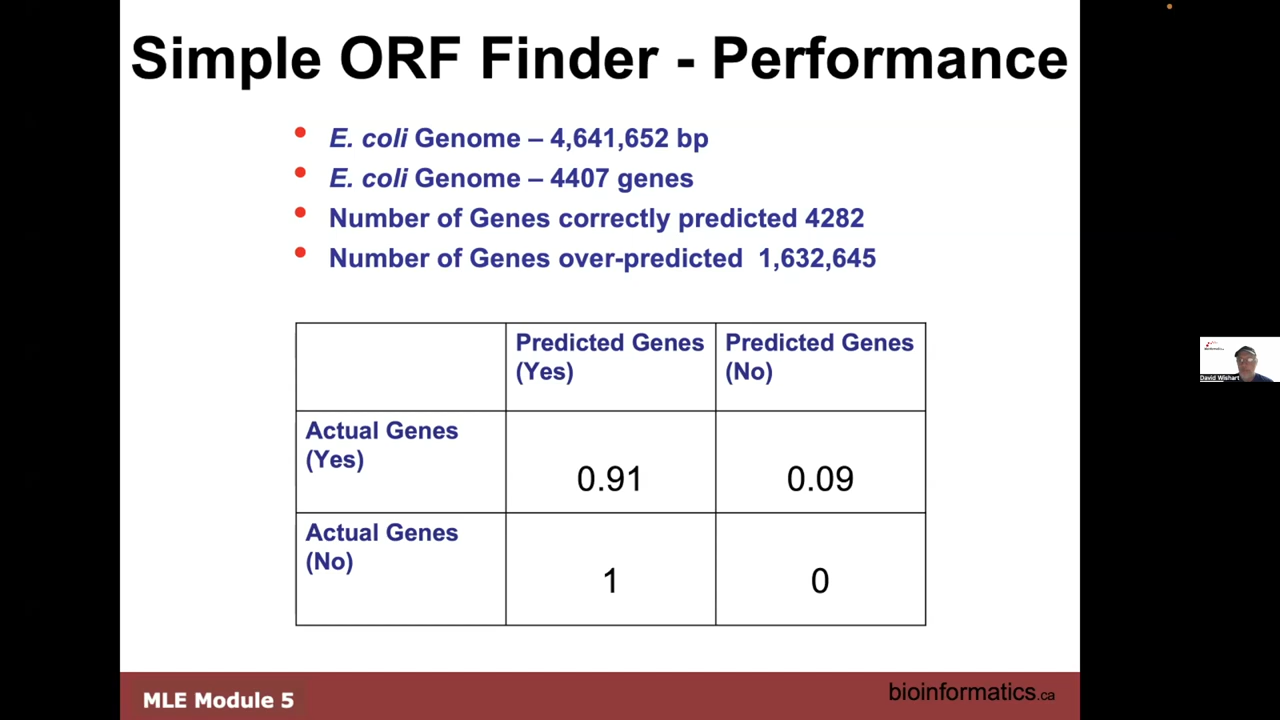 Simple ORF Finder - Performance
• E. coli Genome – 4,641,652 bp
• E. coli Genome – 4407 genes
• Number of Genes correctly predicted 4282
• Number of Genes over-predicted 1,632,645
Predicted Genes (Yes)
Predicted Genes (No)
Actual Genes (Yes)
0.91
0.09
Actual Genes (No)
1
0
David Wishart
MLE Module 5
bioinformatics.ca